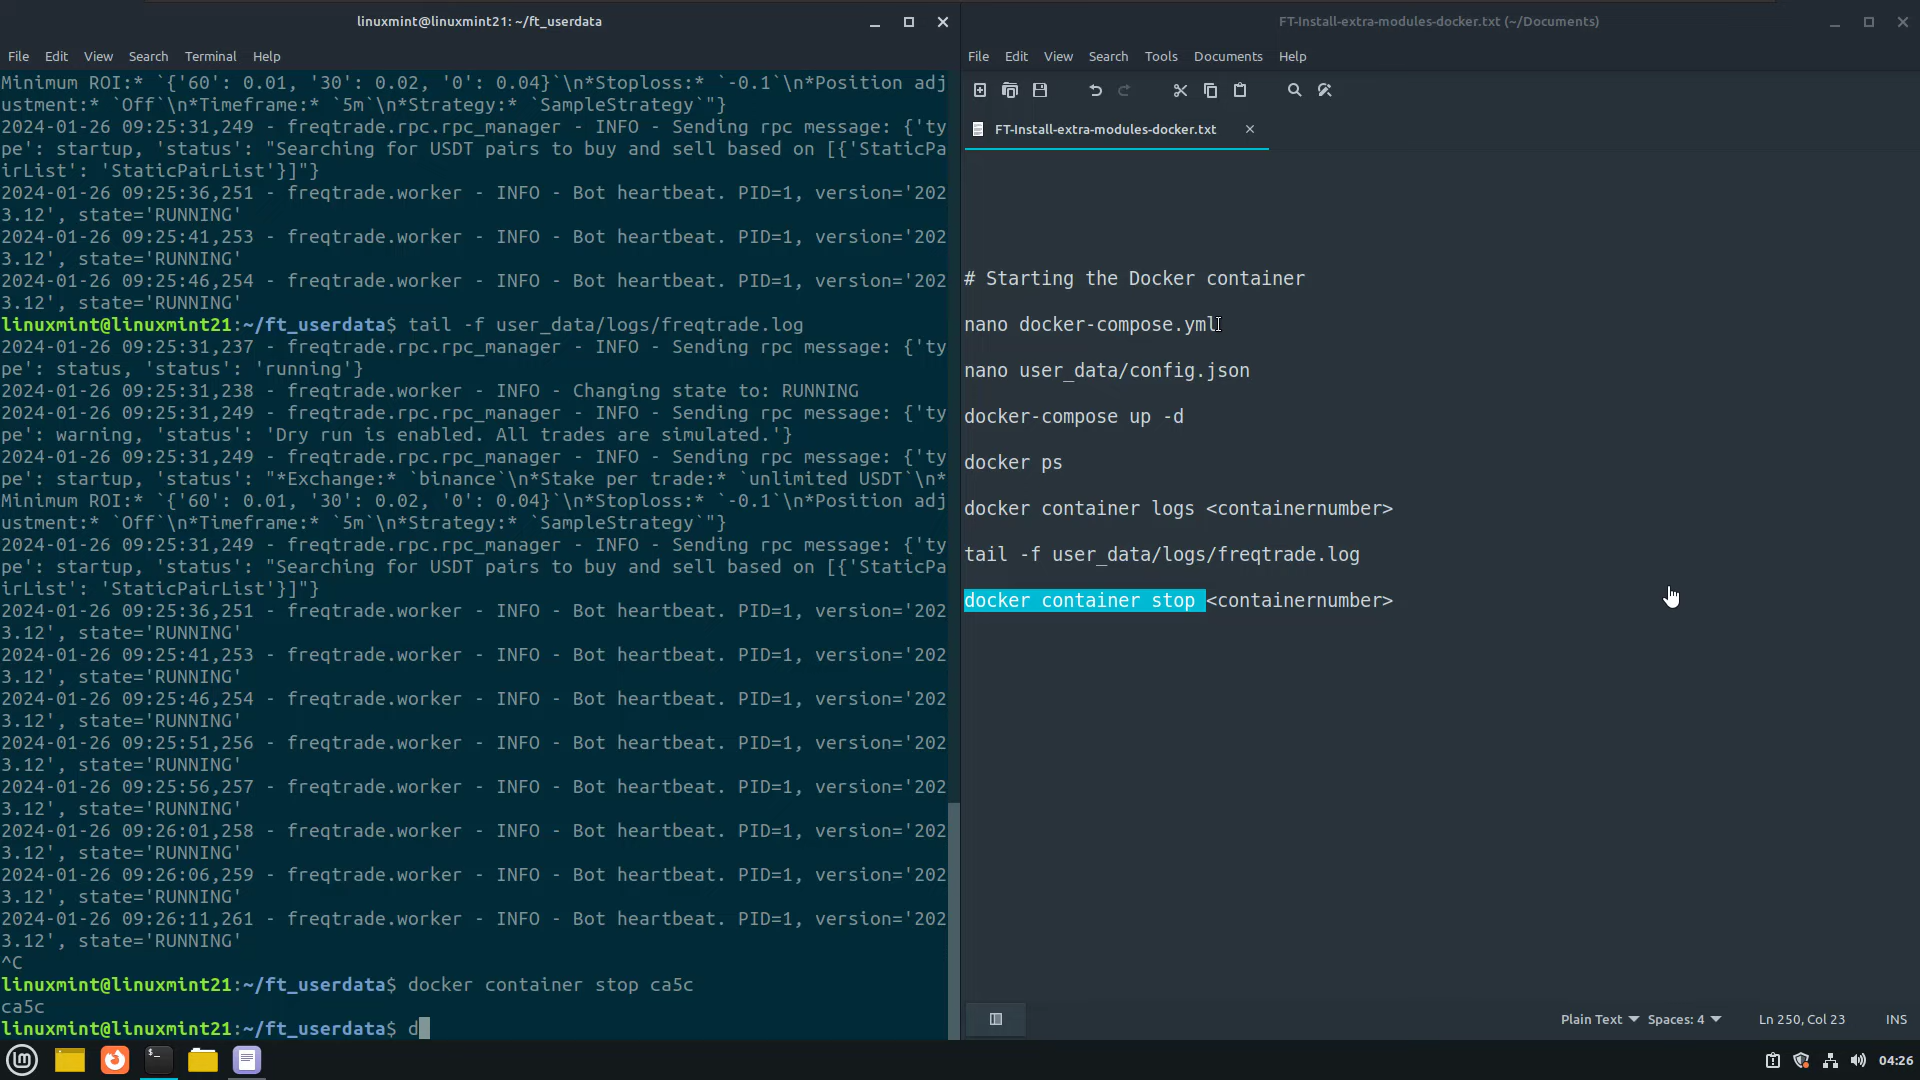 linuxmint@linuxmint21: ~/ft_userdata
File Edit View Search Terminal Help
Minimum ROI:* `{'60': 0.01, '30': 0.02, '0': 0.04}`\n*Stoploss:* `-0.1`\n*Position adj
ustment:* `Off`\n*Timeframe:* `5m`\n*Strategy:* `SampleStrategy`"}
2024-01-26 09:25:31,249 - freqtrade.rpc.rpc_manager - INFO - Sending rpc message: {'ty
pe': startup, 'status': "Searching for USDT pairs to buy and sell based on [{'StaticPa
irList': 'StaticPairList'}]"}
2024-01-26 09:25:36,251 - freqtrade.worker - INFO - Bot heartbeat. PID=1, version='202
3.12', state='RUNNING'
2024-01-26 09:25:41,253 - freqtrade.worker - INFO - Bot heartbeat. PID=1, version='202
3.12', state='RUNNING'
2024-01-26 09:25:46,254 - freqtrade.worker - INFO - Bot heartbeat. PID=1, version='202
3.12', state='RUNNING'
linuxmint@linuxmint21:~/ft_userdata$ tail -f user_data/logs/freqtrade.log
2024-01-26 09:25:31,237 - freqtrade.rpc.rpc_manager - INFO - Sending rpc message: {'ty
pe': status, 'status': 'running'}
2024-01-26 09:25:31,238 - freqtrade.worker - INFO - Changing state to: RUNNING
2024-01-26 09:25:31,249 - freqtrade.rpc.rpc_manager - INFO - Sending rpc message: {'ty
pe': warning, 'status': 'Dry run is enabled. All trades are simulated.'}
2024-01-26 09:25:31,249 - freqtrade.rpc.rpc_manager - INFO - Sending rpc message: {'ty
pe': startup, 'status': "*Exchange:* `binance`\n*Stake per trade:* `unlimited USDT`\n*
Minimum ROI:* `{'60': 0.01, '30': 0.02, '0': 0.04}`\n*Stoploss:* `-0.1`\n*Position adj
ustment:* `Off`\n*Timeframe:* `5m`\n*Strategy:* `SampleStrategy`"}
2024-01-26 09:25:31,249 - freqtrade.rpc.rpc_manager - INFO - Sending rpc message: {'ty
pe': startup, 'status': "Searching for USDT pairs to buy and sell based on [{'StaticPa
irList': 'StaticPairList'}]"}
2024-01-26 09:25:36,251 - freqtrade.worker - INFO - Bot heartbeat. PID=1, version='202
3.12', state='RUNNING'
2024-01-26 09:25:41,253 - freqtrade.worker - INFO - Bot heartbeat. PID=1, version='202
3.12', state='RUNNING'
2024-01-26 09:25:46,254 - freqtrade.worker - INFO - Bot heartbeat. PID=1, version='202
3.12', state='RUNNING'
2024-01-26 09:25:51,256 - freqtrade.worker - INFO - Bot heartbeat. PID=1, version='202
3.12', state='RUNNING'
2024-01-26 09:25:56,257 - freqtrade.worker - INFO - Bot heartbeat. PID=1, version='202
3.12', state='RUNNING'
2024-01-26 09:26:01,258 - freqtrade.worker - INFO - Bot heartbeat. PID=1, version='202
3.12', state='RUNNING'
2024-01-26 09:26:06,259 - freqtrade.worker - INFO - Bot heartbeat. PID=1, version='202
3.12', state='RUNNING'
2024-01-26 09:26:11,261 - freqtrade.worker - INFO - Bot heartbeat. PID=1, version='202
3.12', state='RUNNING'
^C
linuxmint@linuxmint21:~/ft_userdata$ docker container stop ca5c
ca5c
linuxmint@linuxmint21:~/ft_userdata$ d
FT-Install-extra-modules-docker.txt (~/Documents)
File Edit View Search Tools Documents Help
FT-Install-extra-modules-docker.txt
# Starting the Docker container
nano docker-compose.yml
nano user_data/config.json
docker-compose up -d
docker ps
docker container logs <containernumber>
tail -f user_data/logs/freqtrade.log
docker container stop <containernumber>
Plain Text Spaces: 4 Ln 250, Col 23 INS
04:26